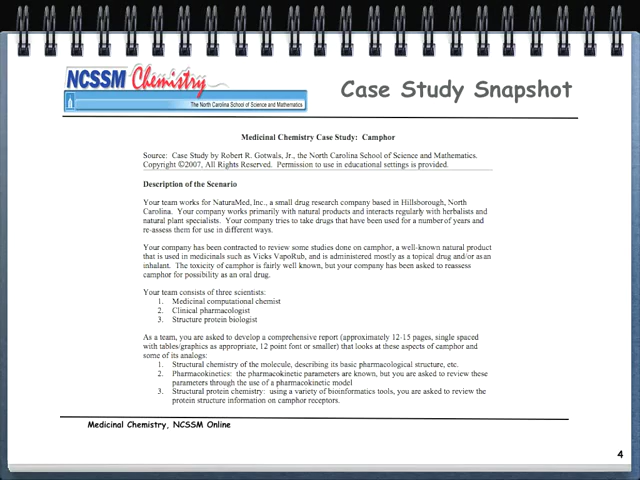 NCSSM Chemistry
The North Carolina School of Science and Mathematics
Case Study Snapshot
Medicinal Chemistry Case Study: Camphor
Source: Case Study by Robert R. Gotwals, Jr., the North Carolina School of Science and Mathematics.
Copyright ©2007, All Rights Reserved. Permission to use in educational settings is provided.
Description of the Scenario
Your team works for NaturaMed, Inc., a small drug research company based in Hillsborough, North
Carolina. Your company works primarily with natural products and interacts regularly with herbalists and
natural plant specialists. Your company tries to take drugs that have been used for a number of years and
re-assess them for use in different ways.
Your company has been contracted to review some studies done on camphor, a well-known natural product
that is used in medicinals such as Vicks VapoRub, and is administered mostly as a topical drug and/or as an
inhalant. The toxicity of camphor is fairly well known, but your company has been asked to reassess
camphor for possibility as an oral drug.
Your team consists of three scientists:
1. Medicinal computational chemist
2. Clinical pharmacologist
3. Structure protein biologist
As a team, you are asked to develop a comprehensive report (approximately 12-15 pages, single spaced
with tables/graphics as appropriate, 12 point font or smaller) that looks at these aspects of camphor and
some of its analogs:
1. Structural chemistry of the molecule, describing its basic pharmacological structure, etc.
2. Pharmacokinetics: the pharmacokinetic parameters are known, but you are asked to review these
parameters through the use of a pharmacokinetic model
3. Structural protein chemistry: using a variety of bioinformatics tools, you are asked to review the
protein structure information on camphor receptors.
Medicinal Chemistry, NCSSM Online
4